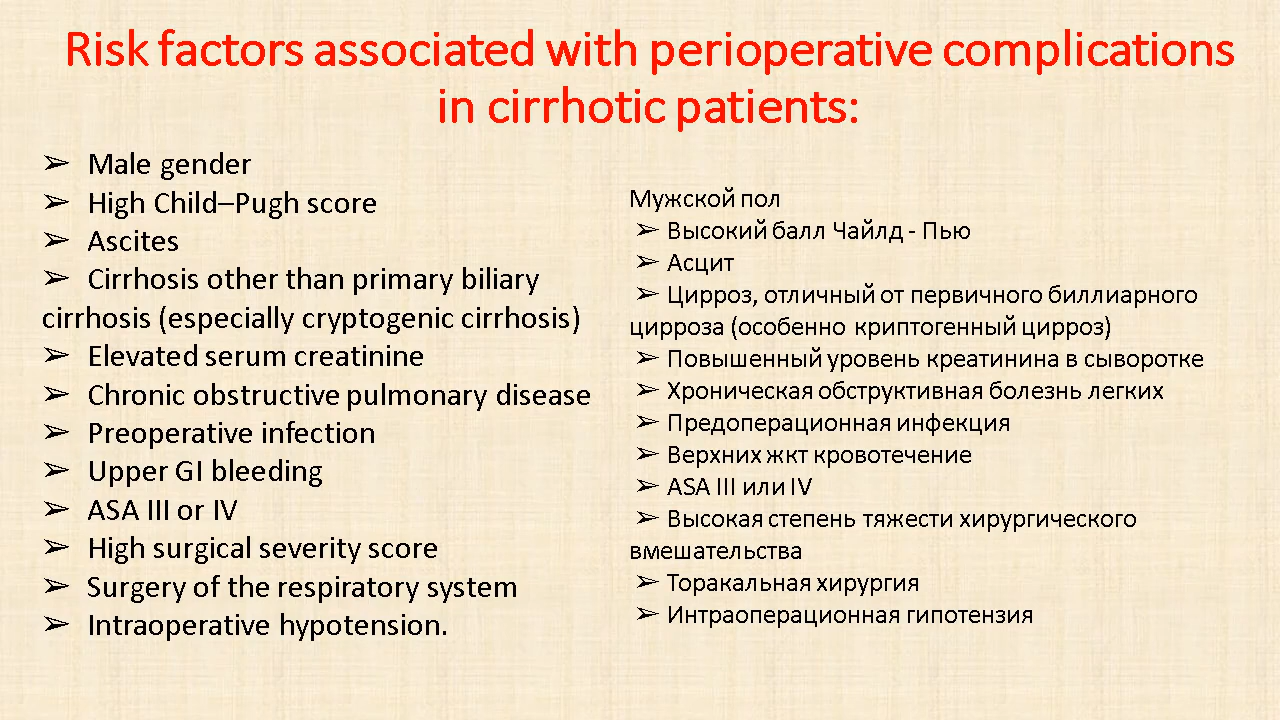 Risk factors associated with perioperative complications
in cirrhotic patients:
➢ Male gender
➢ High Child–Pugh score
➢ Ascites
➢ Cirrhosis other than primary biliary
cirrhosis (especially cryptogenic cirrhosis)
➢ Elevated serum creatinine
➢ Chronic obstructive pulmonary disease
➢ Preoperative infection
➢ Upper GI bleeding
➢ ASA III or IV
➢ High surgical severity score
➢ Surgery of the respiratory system
➢ Intraoperative hypotension.
Мужской пол
➢ Высокий балл Чайлд - Пью
➢ Асцит
➢ Цирроз, отличный от первичного биллиарного
цирроза (особенно криптогенный цирроз)
➢ Повышенный уровень креатинина в сыворотке
➢ Хроническая обструктивная болезнь легких
➢ Предоперационная инфекция
➢ Верхних жкт кровотечение
➢ ASA III или IV
➢ Высокая степень тяжести хирургического
вмешательства
➢ Торакальная хирургия
➢ Интраоперационная гипотензия